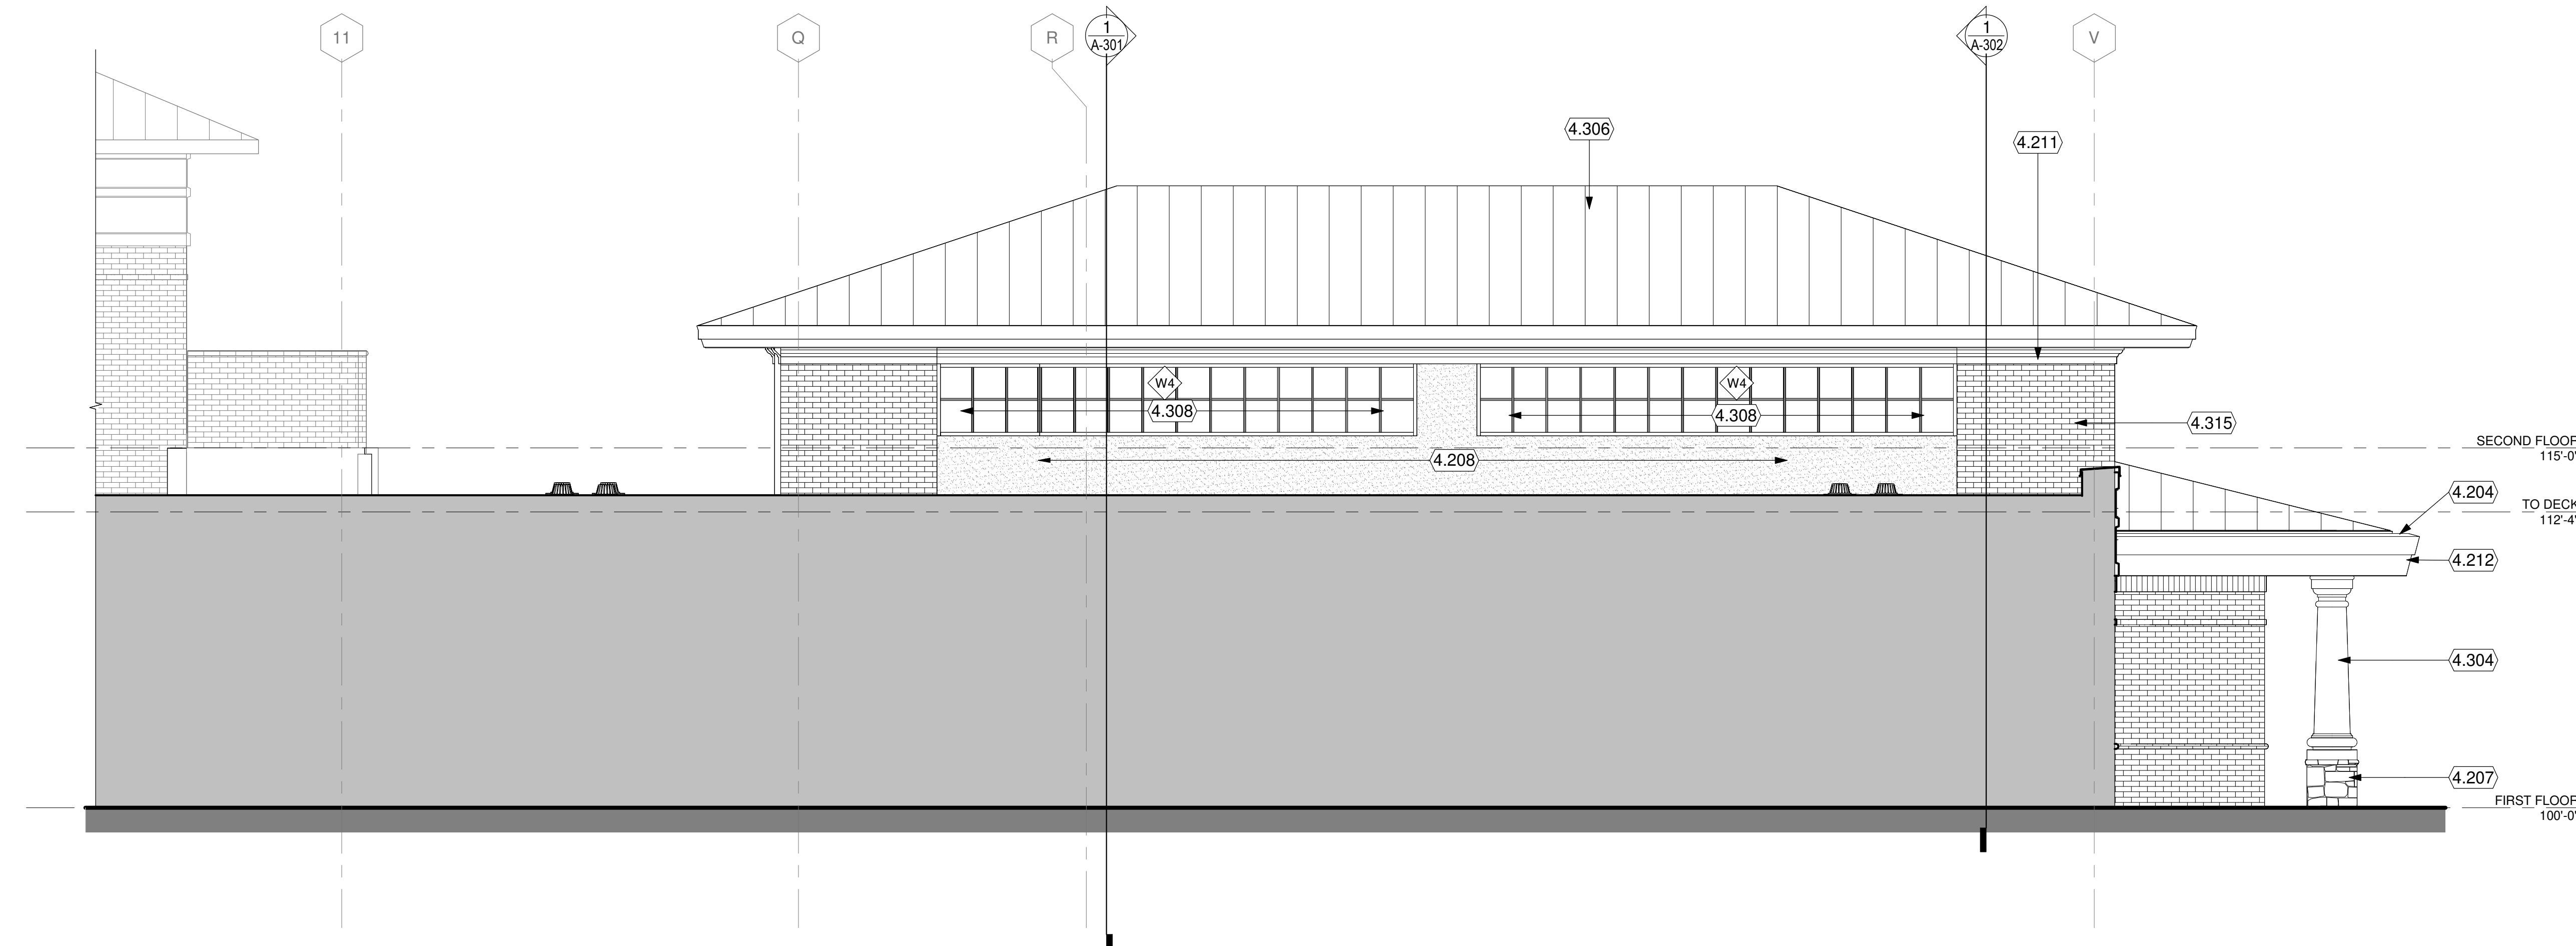 11
Q
R
1
A-301
1
A-302
V
4.306
4.211
W4
4.308
W4
4.308
4.315
SECOND FLOOR
115'-0"
4.208
4.204
TO DECK
112'-4"
4.212
4.304
4.207
FIRST FLOOR
100'-0"